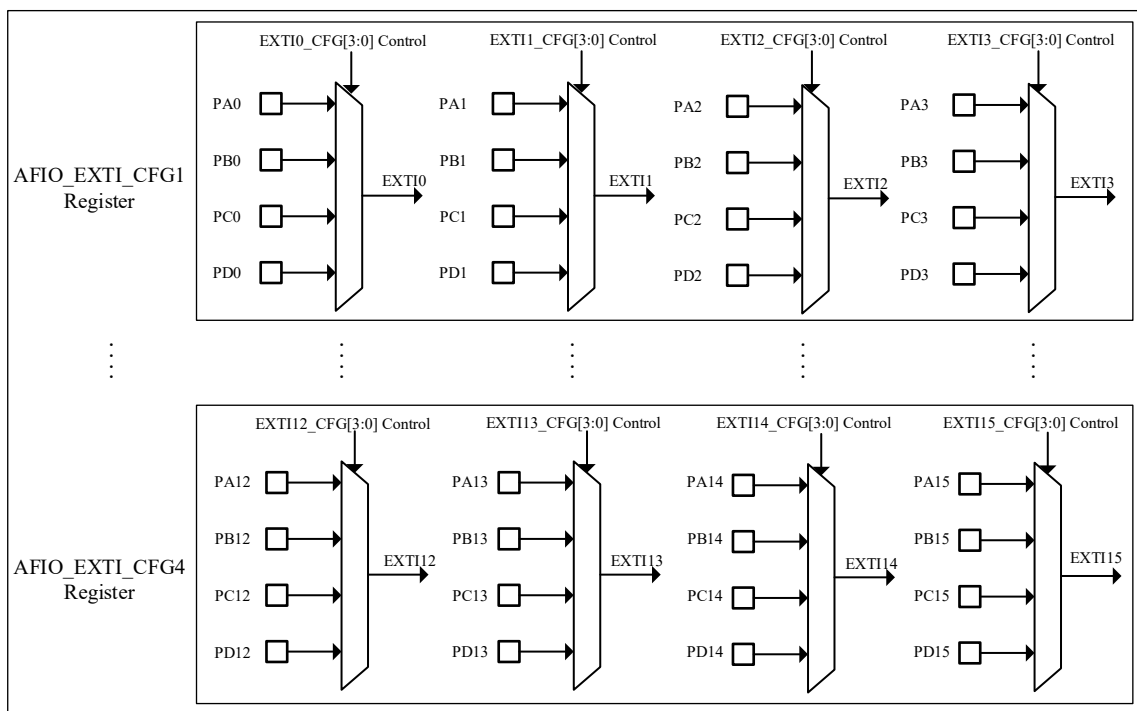 EXTI0_CFG[3:0] Control
EXTI1_CFG[3:0] Control
EXTI2_CFG[3:0] Control
EXTI3_CFG[3:0] Control
PA0
PA1
PA2
PA3
PB0
PB1
PB2
PB3
AFIO_EXTI_CFG1
Register
EXTI0
EXTI1
EXTI2
EXTI3
PC0
PC1
PC2
PC3
PD0
PD1
PD2
PD3
EXTI12_CFG[3:0] Control
EXTI13_CFG[3:0] Control
EXTI14_CFG[3:0] Control
EXTI15_CFG[3:0] Control
PA12
PA13
PA14
PA15
PB12
PB13
PB14
PB15
AFIO_EXTI_CFG4
Register
EXTI12
EXTI13
EXTI14
EXTI15
PC12
PC13
PC14
PC15
PD12
PD13
PD14
PD15